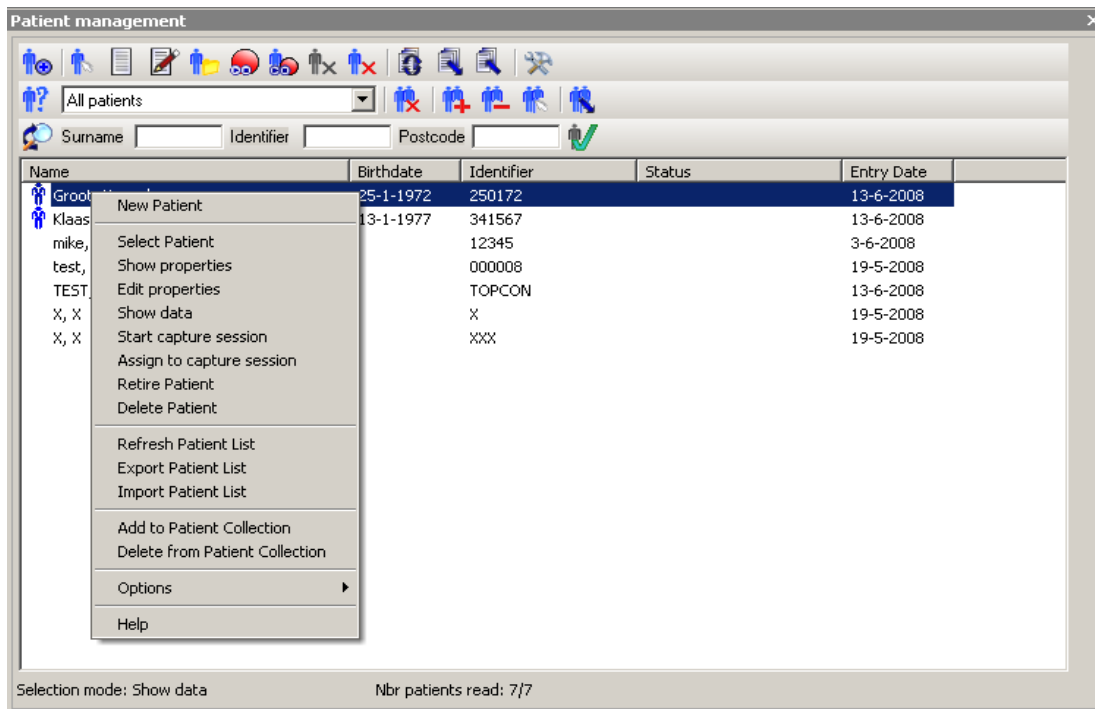 Patient management
All patients
Surname Identifier Postcode
Name Birthdate Identifier Status Entry Date
25-1-1972 250172 13-6-2008
Klaas 13-1-1977 341567 13-6-2008
mike, 12345 3-6-2008
test, 000008 19-5-2008
TEST, TOPCON 13-6-2008
X, X X 19-5-2008
X, X XXX 19-5-2008
New Patient
Select Patient
Show properties
Edit properties
Show data
Start capture session
Assign to capture session
Retire Patient
Delete Patient
Refresh Patient List
Export Patient List
Import Patient List
Add to Patient Collection
Delete from Patient Collection
Options
Help
Selection mode: Show data Nbr patients read: 7/7